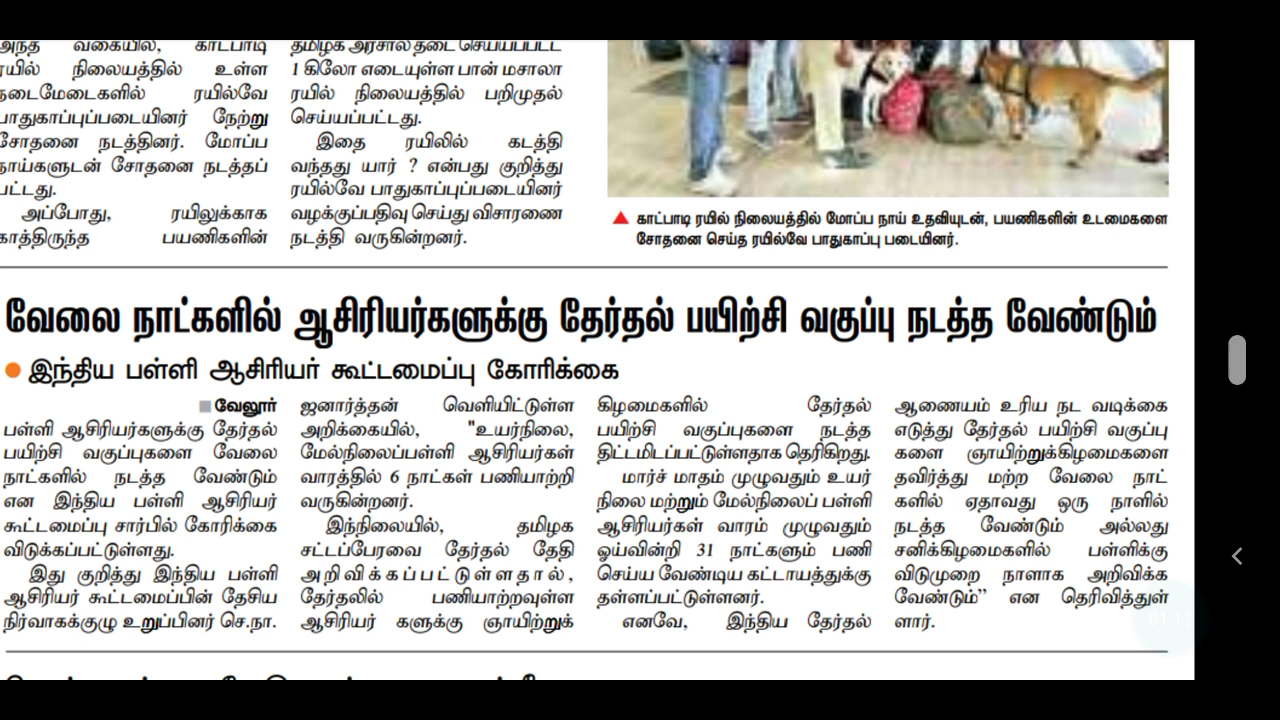 அந்த வகையில், காட்பாடி
ரயில் நிலையத்தில் உள்ள
நடைமேடைகளில் ரயில்வே
பாதுகாப்புப்படையினர் நேற்று
சோதனை நடத்தினர். மோப்ப
நாய்களுடன் சோதனை நடத்தப்
பட்டது.
அப்போது, ரயிலுக்காக
காத்திருந்த பயணிகளின்
தமிழக அரசால் தடை செய்யப்பட்ட
1 கிலோ எடையுள்ள பான் மசாலா
ரயில் நிலையத்தில் பறிமுதல்
செய்யப்பட்டது.
இதை ரயிலில் கடத்தி
வந்தது யார் ? என்பது குறித்து
ரயில்வே பாதுகாப்புப்படையினர்
வழக்குப்பதிவு செய்து விசாரணை
நடத்தி வருகின்றனர்.
▲ காட்பாடி ரயில் நிலையத்தில் மோப்ப நாய் உதவியுடன், பயணிகளின் உடமைகளை
சோதனை செய்த ரயில்வே பாதுகாப்பு படையினர்.
வேலை நாட்களில் ஆசிரியர்களுக்கு தேர்தல் பயிற்சி வகுப்பு நடத்த வேண்டும்
● இந்திய பள்ளி ஆசிரியர் கூட்டமைப்பு கோரிக்கை
■ வேலூர்
பள்ளி ஆசிரியர்களுக்கு தேர்தல்
பயிற்சி வகுப்புகளை வேலை
நாட்களில் நடத்த வேண்டும்
என இந்திய பள்ளி ஆசிரியர்
கூட்டமைப்பு சார்பில் கோரிக்கை
விடுக்கப்பட்டுள்ளது.
இது குறித்து இந்திய பள்ளி
ஆசிரியர் கூட்டமைப்பின் தேசிய
நிர்வாகக்குழு உறுப்பினர் செ.நா.
ஜனார்த்தன் வெளியிட்டுள்ள
அறிக்கையில், "உயர்நிலை,
மேல்நிலைப்பள்ளி ஆசிரியர்கள்
வாரத்தில் 6 நாட்கள் பணியாற்றி
வருகின்றனர்.
இந்நிலையில், தமிழக
சட்டப்பேரவை தேர்தல் தேதி
அறிவிக்கப்பட்டுள்ளதால்,
தேர்தலில் பணியாற்றவுள்ள
ஆசிரியர் களுக்கு ஞாயிற்றுக்
கிழமைகளில் தேர்தல்
பயிற்சி வகுப்புகளை நடத்த
திட்டமிடப்பட்டுள்ளதாக தெரிகிறது.
மார்ச் மாதம் முழுவதும் உயர்
நிலை மற்றும் மேல்நிலைப் பள்ளி
ஆசிரியர்கள் வாரம் முழுவதும்
ஓய்வின்றி 31 நாட்களும் பணி
செய்ய வேண்டிய கட்டாயத்துக்கு
தள்ளப்பட்டுள்ளனர்.
எனவே, இந்திய தேர்தல்
ஆணையம் உரிய நட வடிக்கை
எடுத்து தேர்தல் பயிற்சி வகுப்பு
களை ஞாயிற்றுக்கிழமைகளை
தவிர்த்து மற்ற வேலை நாட்
களில் ஏதாவது ஒரு நாளில்
நடத்த வேண்டும் அல்லது
சனிக்கிழமைகளில் பள்ளிக்கு
விடுமுறை நாளாக அறிவிக்க
வேண்டும்” என தெரிவித்துள்
ளார்.